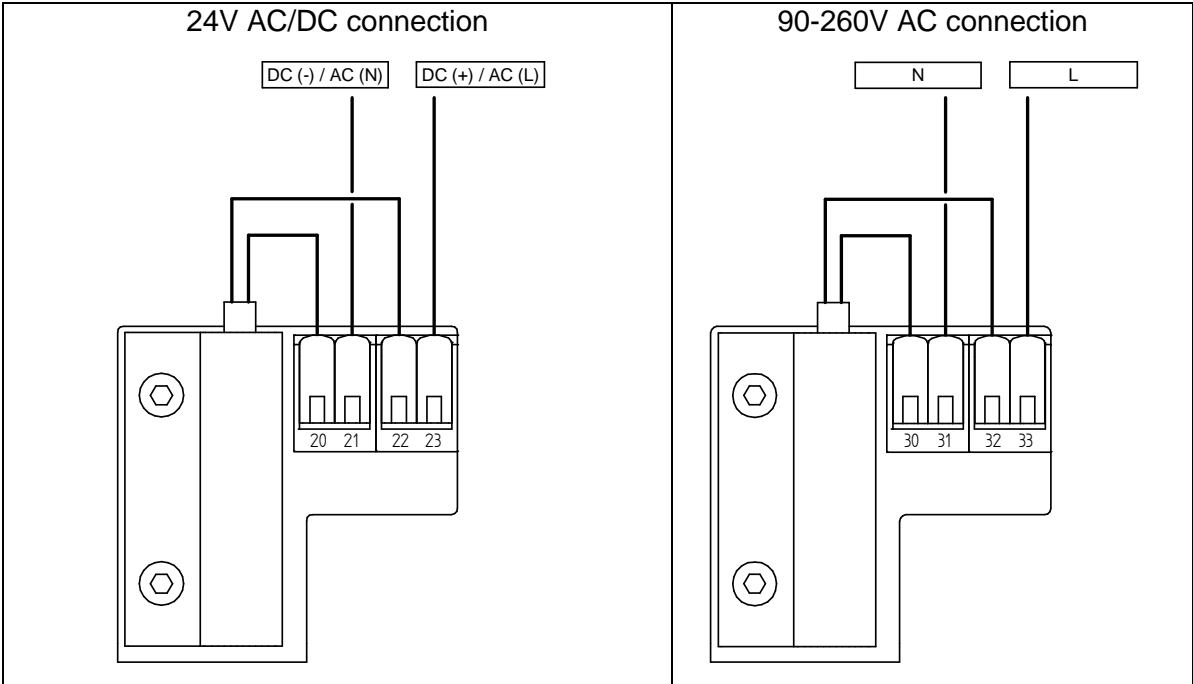 24V AC/DC connection
90-260V AC connection
DC (-) / AC (N)
DC (+) / AC (L)
N
L
20
21
22
23
30
31
32
33